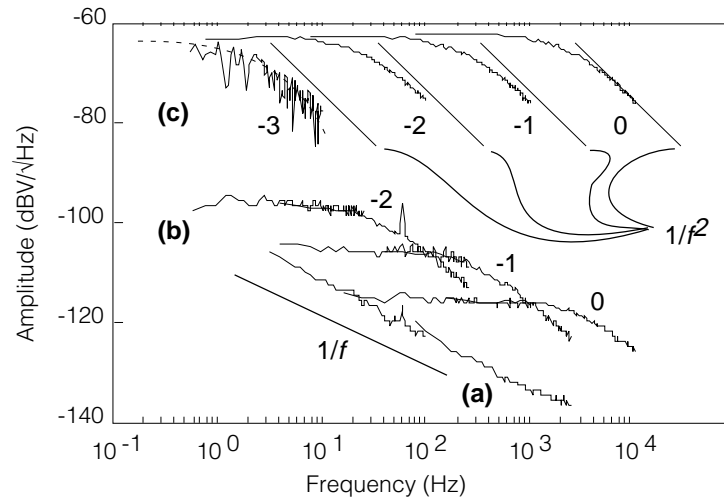 -60
-80
-100
-120
-140
Amplitude (dBV/√Hz)
(c)
-3
-2
-1
0
1/f²
(b)
-2
-1
0
1/f
(a)
10⁻¹
10⁰
10¹
10²
10³
10⁴
Frequency (Hz)